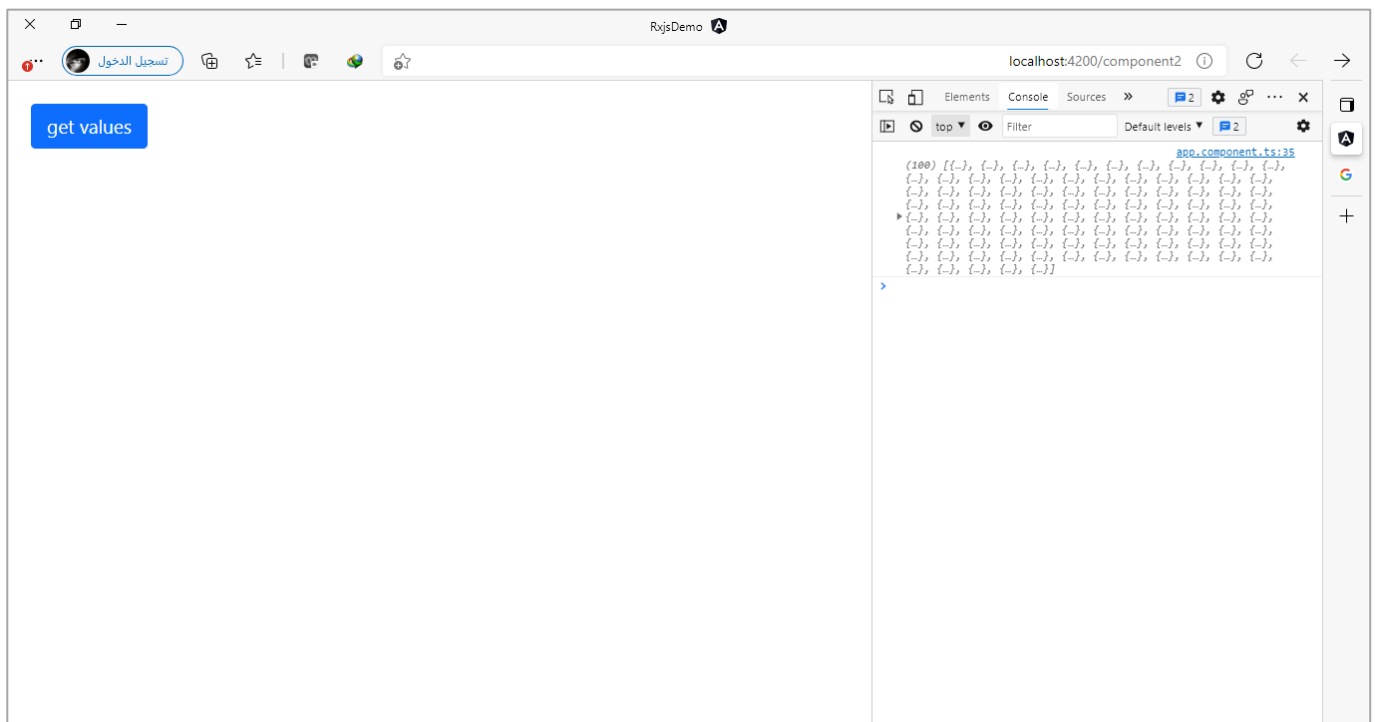 RxjsDemo
تسجيل الدخول
localhost:4200/component2
get values
Elements Console Sources » 2
top Filter Default levels 2
app.component.ts:35
(100) [{…}, {…}, {…}, {…}, {…}, {…}, {…}, {…}, {…}, {…}, {…},
{…}, {…}, {…}, {…}, {…}, {…}, {…}, {…}, {…}, {…}, {…}, {…},
{…}, {…}, {…}, {…}, {…}, {…}, {…}, {…}, {…}, {…}, {…}, {…},
{…}, {…}, {…}, {…}, {…}, {…}, {…}, {…}, {…}, {…}, {…}, {…},
{…}, {…}, {…}, {…}, {…}, {…}, {…}, {…}, {…}, {…}, {…}, {…},
{…}, {…}, {…}, {…}, {…}, {…}, {…}, {…}, {…}, {…}, {…}, {…},
{…}, {…}, {…}, {…}, {…}, {…}, {…}, {…}, {…}, {…}, {…}, {…},
{…}, {…}, {…}, {…}, {…}, {…}, {…}, {…}, {…}, {…}, {…}, {…},
{…}, {…}, {…}, {…}, {…}]